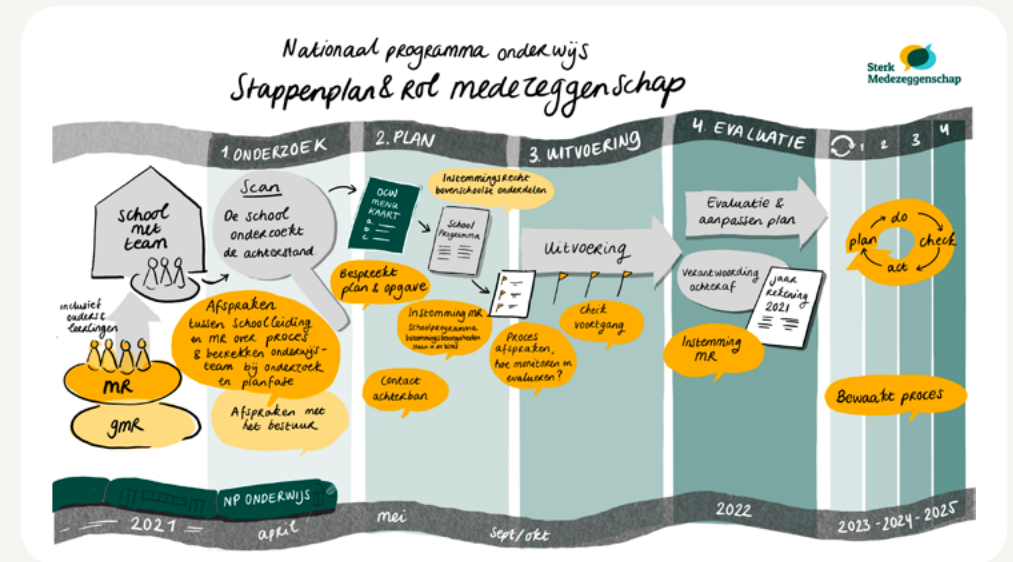 Nationaal programma onderwijs
Stappenplan & rol medezeggenschap
Sterk
Medezeggenschap
1. ONDERZOEK
2. PLAN
3. UITVOERING
4. EVALUATIE
1
2
3
4
school
met
team
inclusief
ouders &
leerlingen
MR
gmR
Scan
De school
onderzoekt
de achterstand
Afspraken
tussen schoolleiding
en MR over proces
& betrekken onderwijs-
team bij onderzoek
en planfase
Afspraken met
het bestuur
OCW
MENU
KAART
a.
b.
c.
Instemmingsrecht
bovenschoolse onderdelen
School
Programma
Bespreekt
plan & opgave
Instemming MR
Schoolprogramma
Instemmingsbevoegdheden
staan in de WMS
Contact
achterban
Uitvoering
Proces
afspraken,
hoe monitoren en
evalueren?
Check
voortgang
Evaluatie &
aanpassen plan
Verantwoording
achteraf
jaar
rekening
2021
Instemming
MR
plan
do
check
act
Bewaakt proces
NP ONDERWIJS
2021
april
mei
sept/okt
2022
2023 - 2024 - 2025